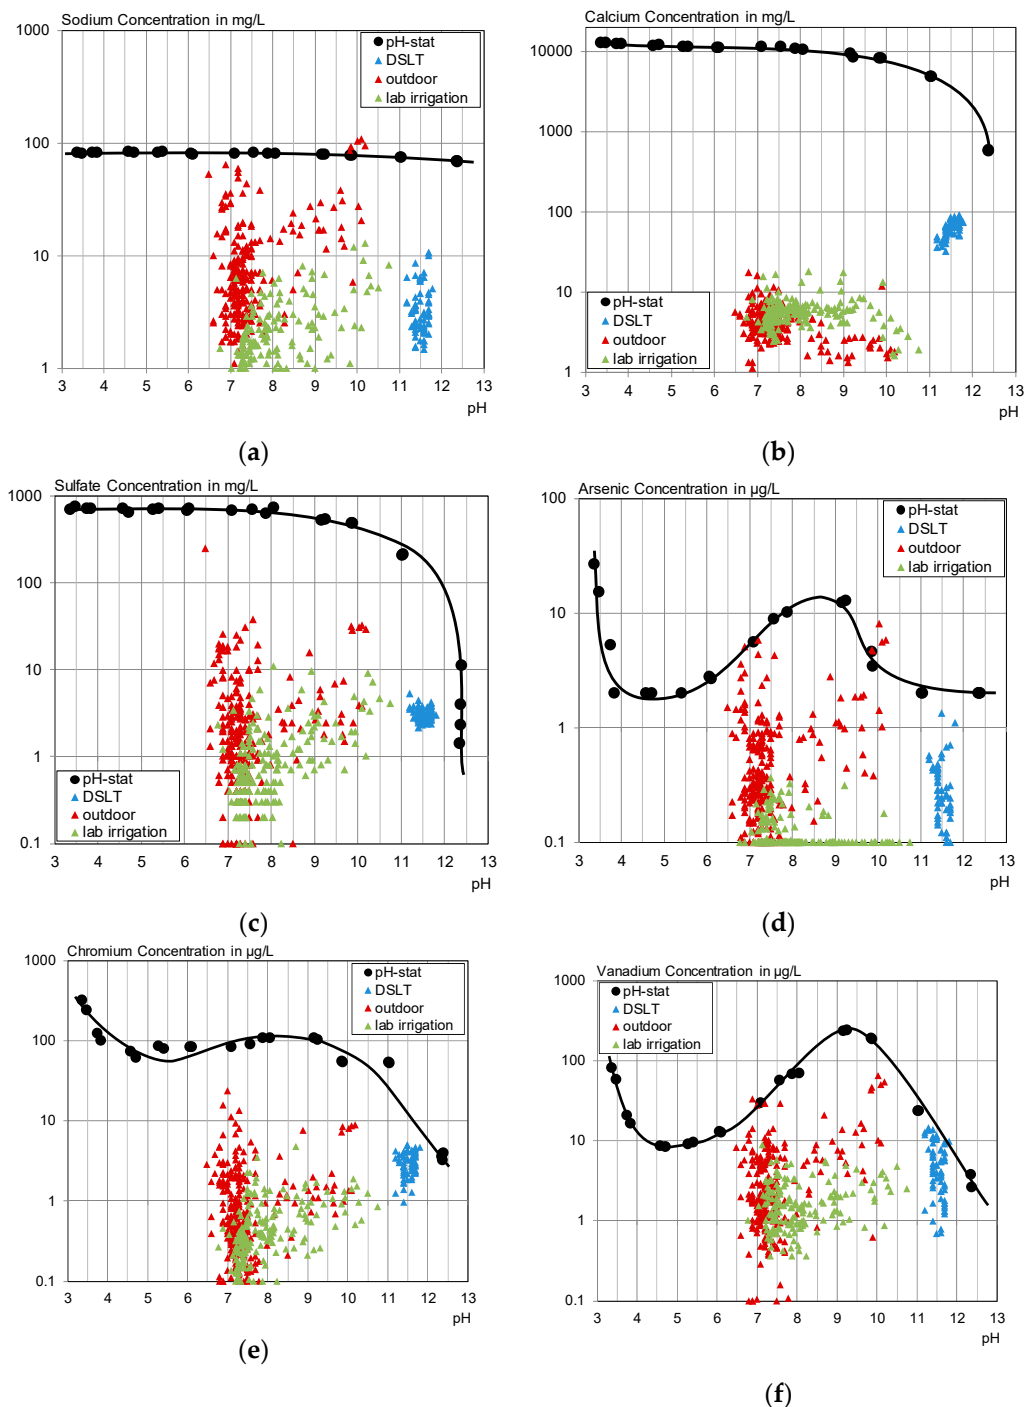 Sodium Concentration in mg/L
1000
100
10
1
pH-stat
DSLT
outdoor
lab irrigation
3 4 5 6 7 8 9 10 11 12 13
pH
(a)
Calcium Concentration in mg/L
10000
1000
100
10
1
pH-stat
DSLT
outdoor
lab irrigation
3 4 5 6 7 8 9 10 11 12 13
pH
(b)
Sulfate Concentration in mg/L
1000
100
10
1
0.1
pH-stat
DSLT
outdoor
lab irrigation
3 4 5 6 7 8 9 10 11 12 13
pH
(c)
Arsenic Concentration in µg/L
100
10
1
0.1
pH-stat
DSLT
outdoor
lab irrigation
3 4 5 6 7 8 9 10 11 12 13
pH
(d)
Chromium Concentration in µg/L
1000
100
10
1
0.1
pH-stat
DSLT
outdoor
lab irrigation
3 4 5 6 7 8 9 10 11 12 13
pH
(e)
Vanadium Concentration in µg/L
1000
100
10
1
0.1
pH-stat
DSLT
outdoor
lab irrigation
3 4 5 6 7 8 9 10 11 12 13
pH
(f)